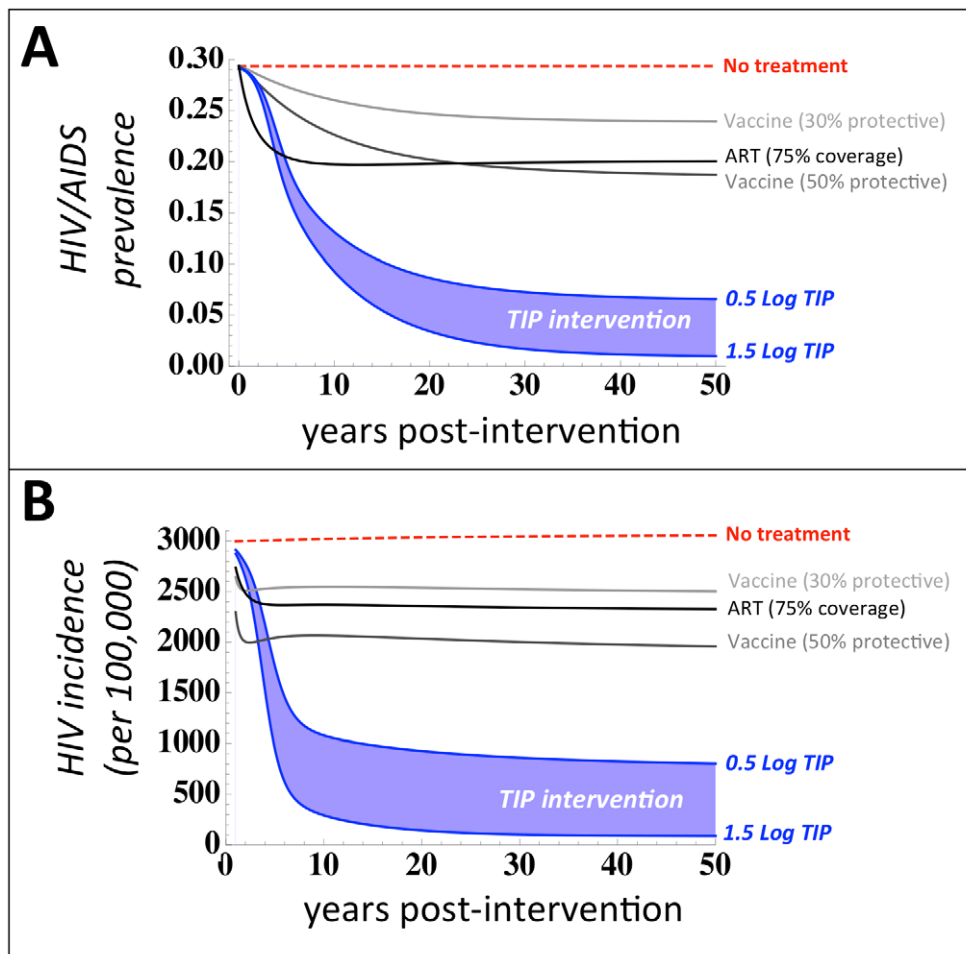 A
HIV/AIDS
prevalence
0.30
0.25
0.20
0.15
0.10
0.05
0.00
No treatment
Vaccine (30% protective)
ART (75% coverage)
Vaccine (50% protective)
0.5 Log TIP
TIP intervention
1.5 Log TIP
0 10 20 30 40 50
years post-intervention
B
HIV incidence
(per 100,000)
3000
2500
2000
1500
1000
500
0
No treatment
Vaccine (30% protective)
ART (75% coverage)
Vaccine (50% protective)
0.5 Log TIP
TIP intervention
1.5 Log TIP
0 10 20 30 40 50
years post-intervention